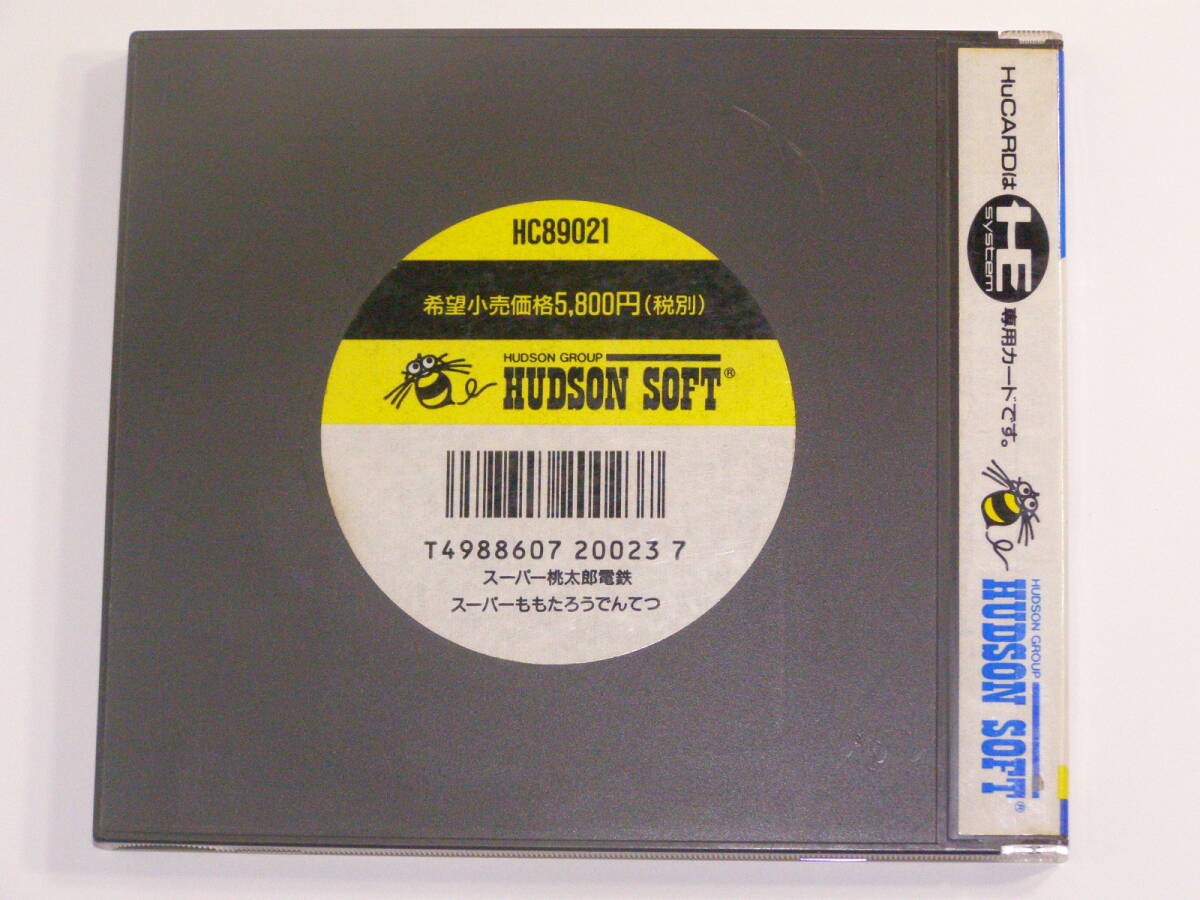 HC89021
希望小売価格5,800円(税別)
HUDSON GROUP
HUDSON SOFT®
T4988607 20023 7
スーパー桃太郎電鉄
スーパーももたろうでんてつ
HuCARDは HE system 専用カードです。
HUDSON GROUP
HUDSON SOFT®